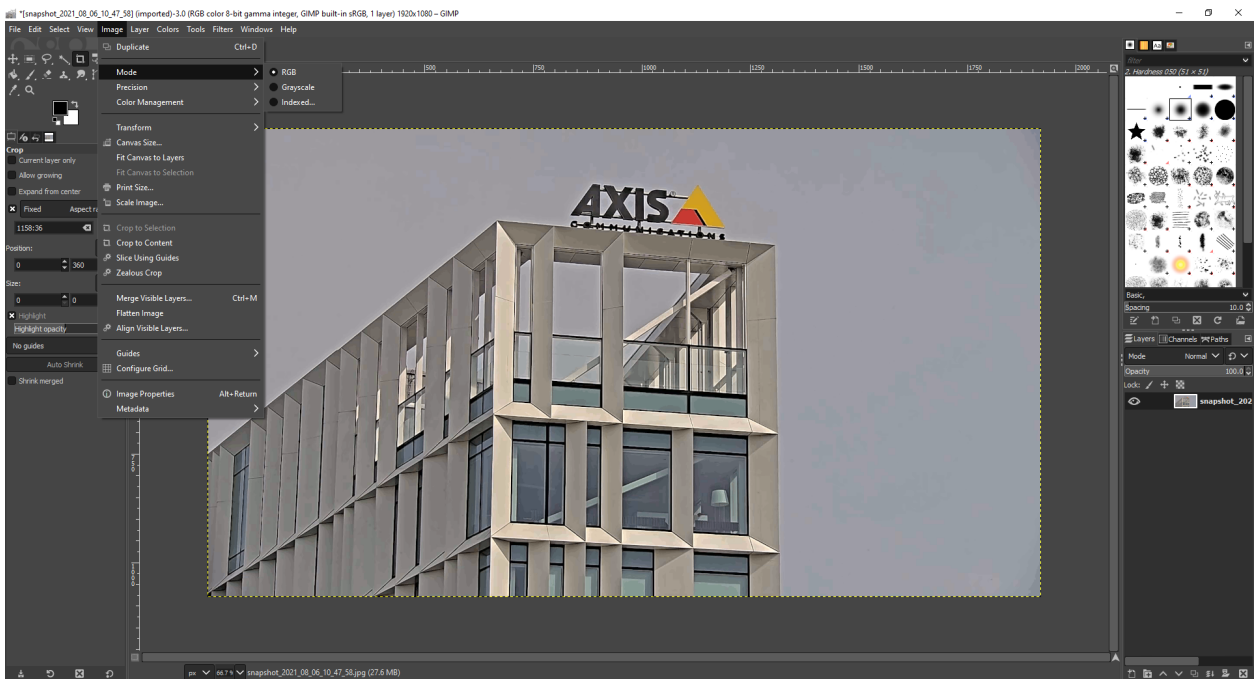 *[snapshot_2021_08_06_10_47_58] (imported)-3.0 (RGB color 8-bit gamma integer, GIMP built-in sRGB, 1 layer) 1920x1080 – GIMP
File Edit Select View Image Layer Colors Tools Filters Windows Help
Duplicate Ctrl+D
Mode
RGB
Precision
Grayscale
Color Management
Indexed...
Transform
Canvas Size...
Fit Canvas to Layers
Fit Canvas to Selection
Print Size...
Scale Image...
Crop to Selection
Crop to Content
Slice Using Guides
Zealous Crop
Merge Visible Layers... Ctrl+M
Flatten Image
Align Visible Layers...
Guides
Configure Grid...
Image Properties Alt+Return
Metadata
500 750 1000 1250 1500 1750 2000
750
1000
Crop
Current layer only
Allow growing
Expand from center
Fixed Aspect
1158:36
Position:
0 360
Size:
0 0
Highlight
Highlight opacity
No guides
Auto Shrink
Shrink merged
AXIS
COMMUNICATIONS
Aa
filter
2. Hardness 050 (51 × 51)
Basic,
Spacing 10.0
Layers Channels Paths
Mode Normal
Opacity 100.0
Lock:
snapshot_202
px 66.7 % snapshot_2021_08_06_10_47_58.jpg (27.6 MB)